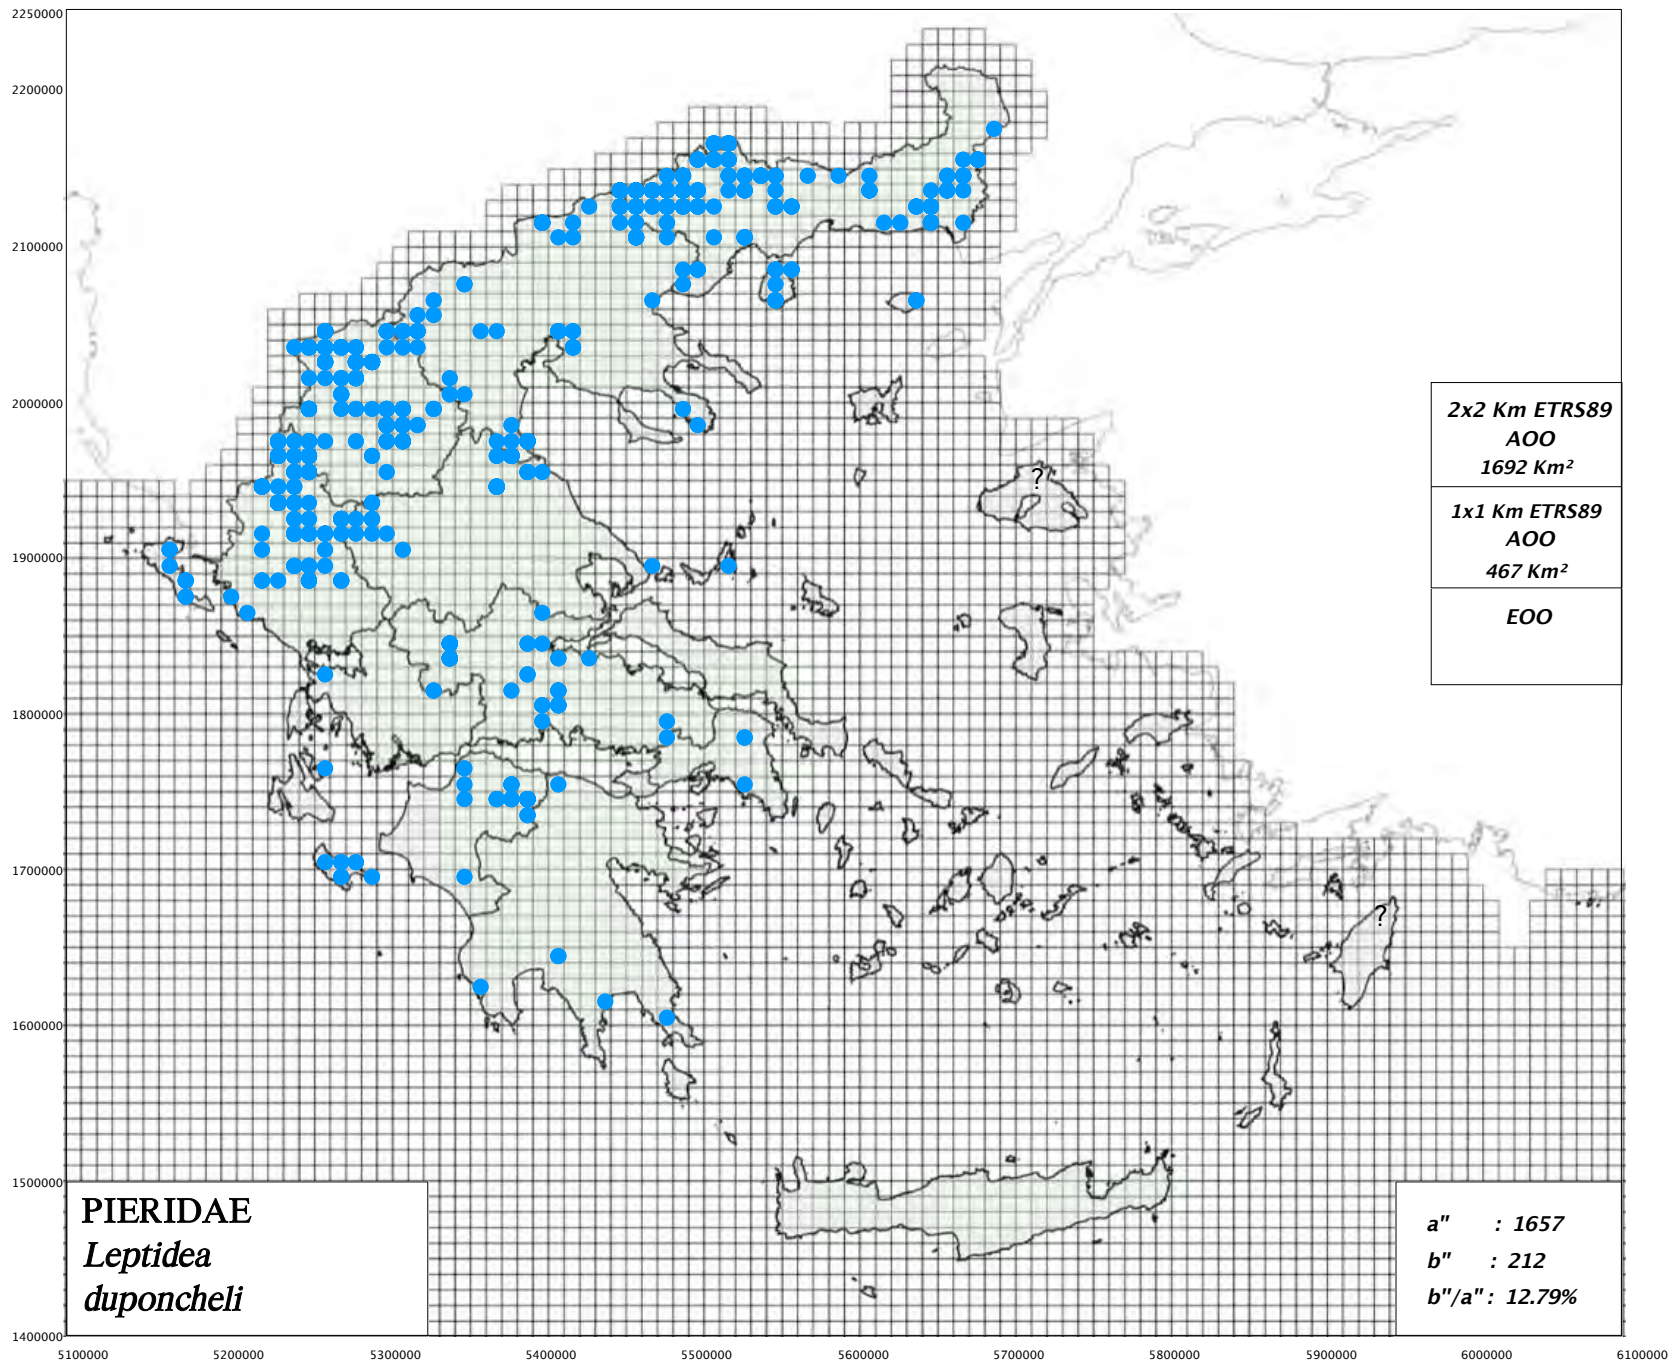 2250000
2200000
2100000
2000000
1900000
1800000
1700000
1600000
1500000
1400000
?
?
2x2 Km ETRS89
AOO
1692 Km²
1x1 Km ETRS89
AOO
467 Km²
EOO
PIERIDAE
Leptidea
duponcheli
a" : 1657
b" : 212
b"/a" : 12.79%
5100000 5200000 5300000 5400000 5500000 5600000 5700000 5800000 5900000 6000000 6100000